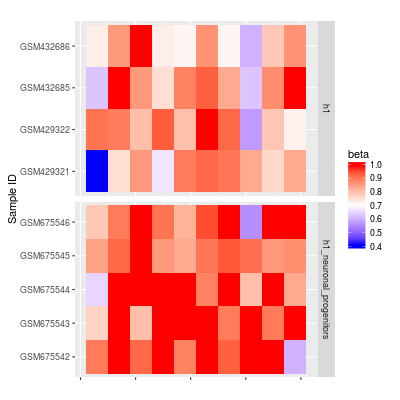 Sample ID
GSM432686
GSM432685
GSM429322
GSM429321
h1
GSM675546
GSM675545
GSM675544
GSM675543
GSM675542
h1_neuronal_progenitors
beta
1.0
0.9
0.8
0.7
0.6
0.5
0.4